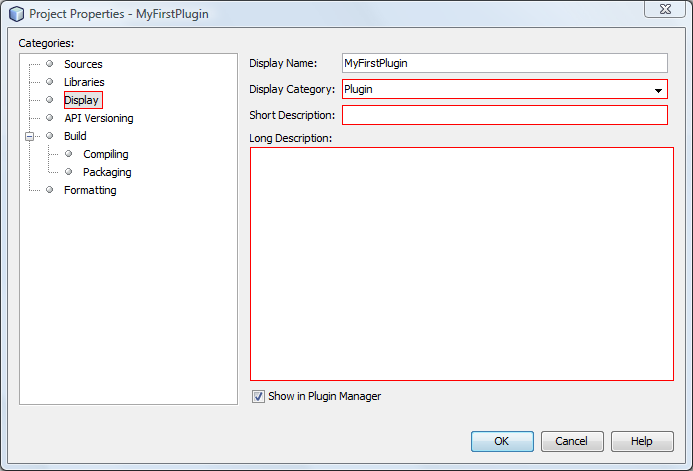 Project Properties - MyFirstPlugin
Categories:
Sources
Libraries
Display
API Versioning
Build
Compiling
Packaging
Formatting
Display Name: MyFirstPlugin
Display Category: Plugin
Short Description:
Long Description:
Show in Plugin Manager
OK Cancel Help